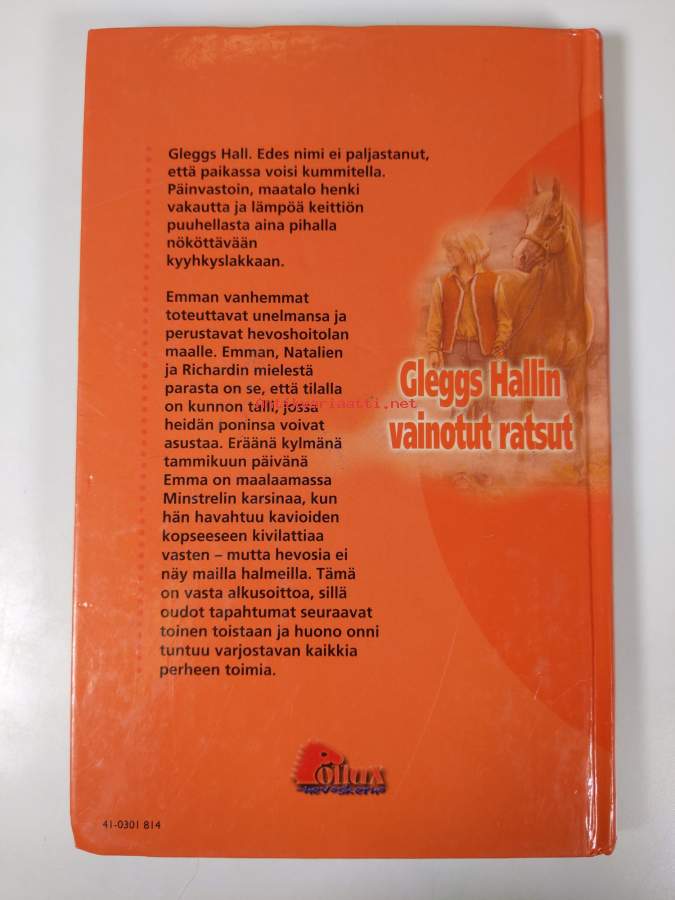 Gleggs Hall. Edes nimi ei paljastanut,
että paikassa voisi kummitella.
Päinvastoin, maatalo henki
vakautta ja lämpöä keittiön
puuhellasta aina pihalla
nököttävään
kyyhkyslakkaan.
Emman vanhemmat
toteuttavat unelmansa ja
perustavat hevoshoitolan
maalle. Emman, Natalien
ja Richardin mielestä
parasta on se, että tilalla
on kunnon talli, jossa
heidän poninsa voivat
asustaa. Eräänä kylmänä
tammikuun päivänä
Emma on maalaamassa
Minstrelin karsinaa, kun
hän havahtuu kavioiden
kopseeseen kivilattiaa
vasten – mutta hevosia ei
näy mailla halmeilla. Tämä
on vasta alkusoittoa, sillä
oudot tapahtumat seuraavat
toinen toistaan ja huono onni
tuntuu varjostavan kaikkia
perheen toimia.
Gleggs Hallin
vainotut ratsut
Pollux
hevoskerho
41-0301 814